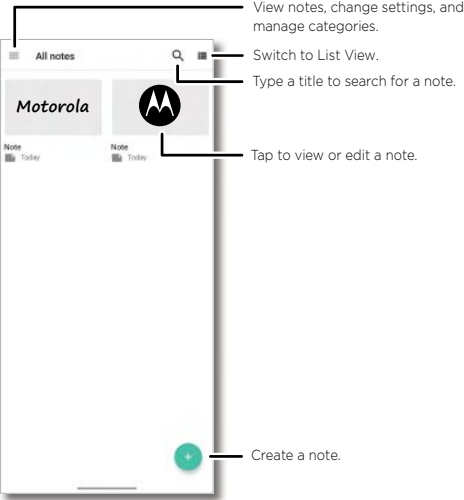 View notes, change settings, and
manage categories.
All notes
Switch to List View.
Type a title to search for a note.
Motorola
Tap to view or edit a note.
Note
Today
Note
Today
Create a note.